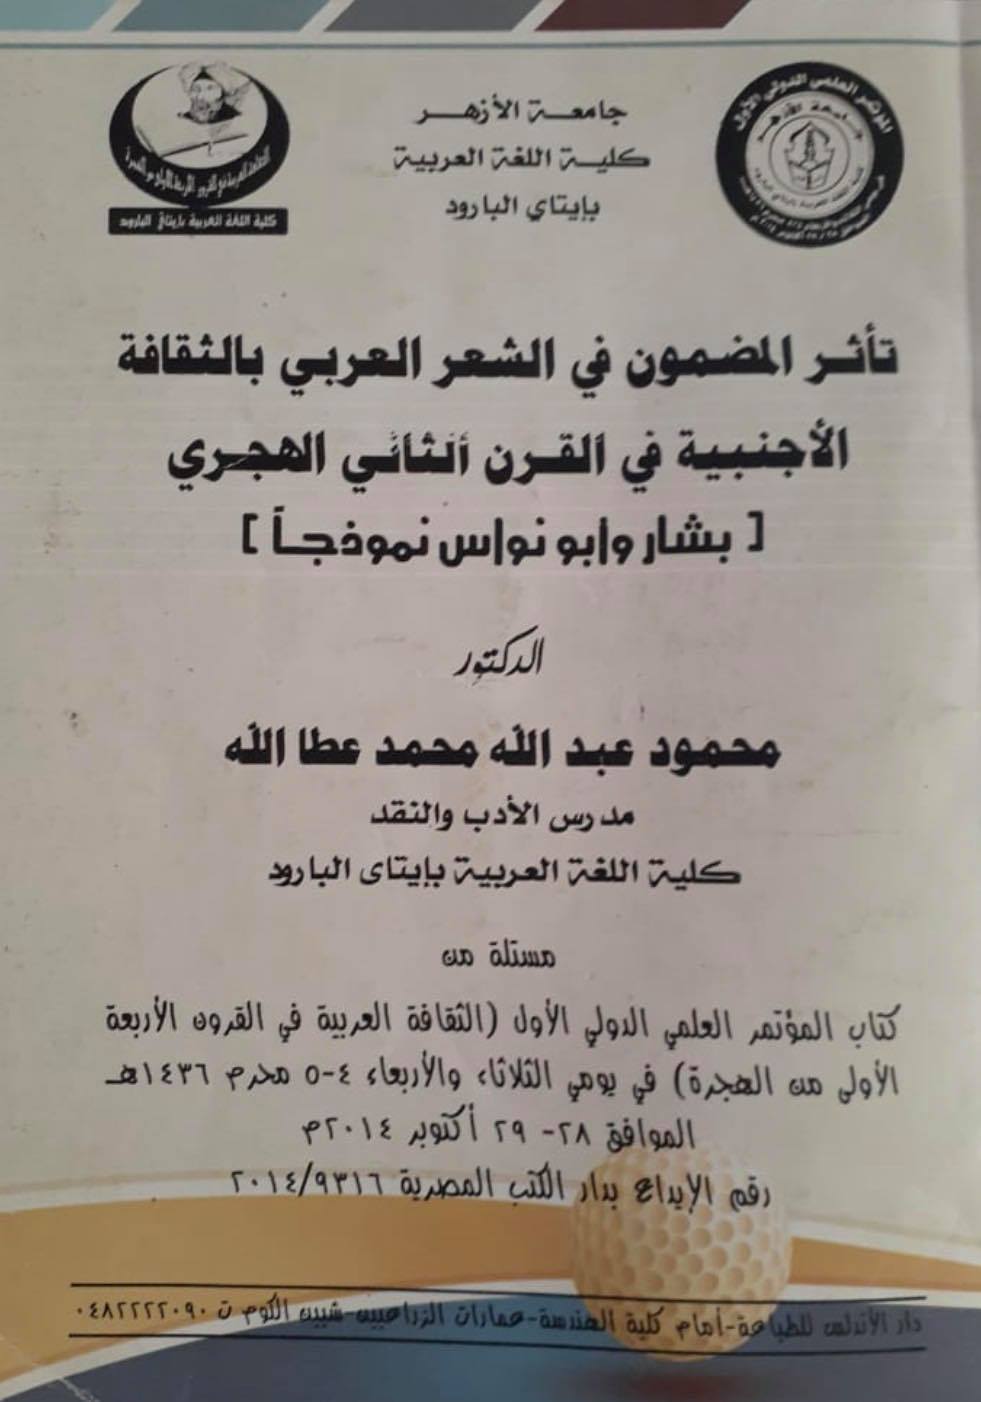 المؤتمر العلمي الدولي الأول
جامعة الأزهر
جامعة الأزهر
كلية اللغة العربية
بإيتاي البارود
كلية اللغة العربية بإيتاي البارود
تأثر المضمون في الشعر العربي بالثقافة
الأجنبية في القرن الثاني الهجري
[ بشار وأبو نواس نموذجاً ]
الدكتور
محمود عبد الله محمد عطا الله
مدرس الأدب والنقد
كلية اللغة العربية بإيتاى البارود
مستلة من
كتاب المؤتمر العلمي الدولي الأول (الثقافة العربية في القرون الأربعة
الأولى من الهجرة) في يومي الثلاثاء والأربعاء ٤-٥ محرم ١٤٣٦هـ
الموافق ٢٨- ٢٩ أكتوبر ٢٠١٤م
رقم الإيداع بدار الكتب المصرية ٢٠١٤/٩٣١٦
دار الأندلس للطباعة-أمام كلية الهندسة-عمارات الزراعيين-شبين الكوم ت ٠٤٨٢٢٢٢٠٩٠